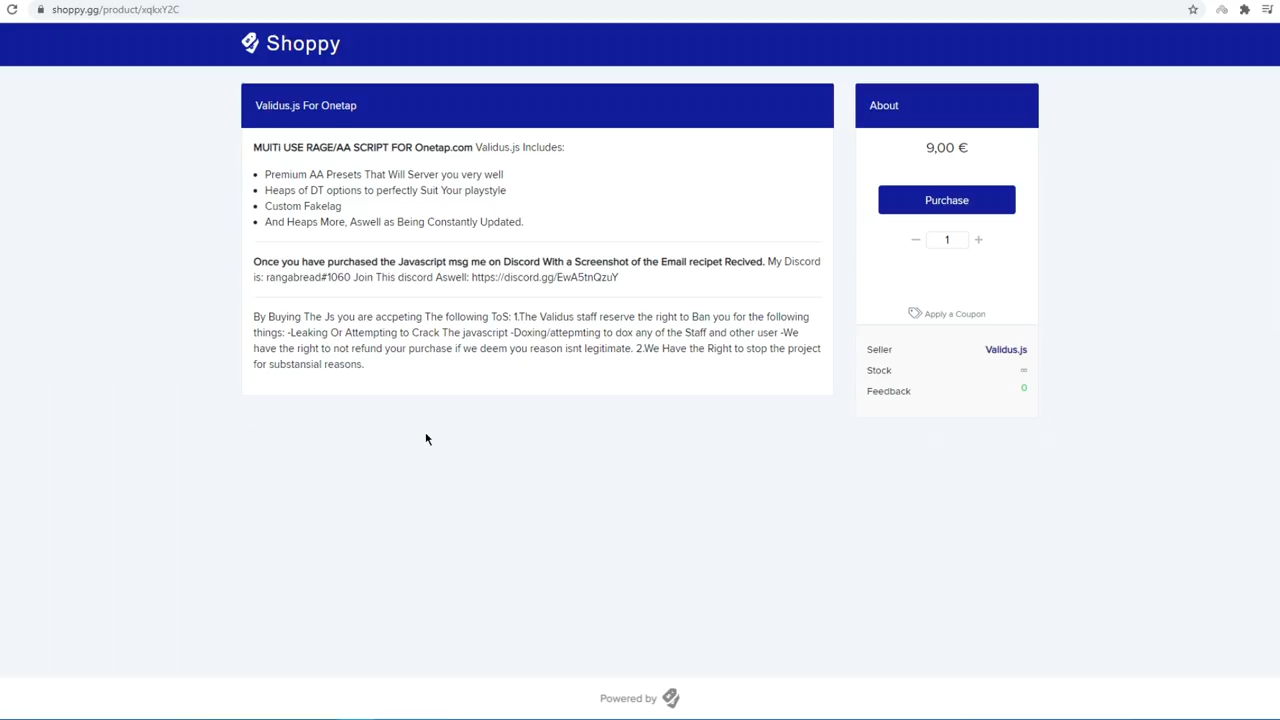 shoppy.gg/product/xqkxY2C
Shoppy
Validus.js For Onetap
MUlTi USE RAGE/AA SCRIPT FOR Onetap.com Validus.js Includes:
Premium AA Presets That Will Server you very well
Heaps of DT options to perfectly Suit Your playstyle
Custom Fakelag
And Heaps More, Aswell as Being Constantly Updated.
Once you have purchased the Javascript msg me on Discord With a Screenshot of the Email recipet Recived. My Discord
is: rangabread#1060 Join This discord Aswell: https://discord.gg/EwA5tnQzuY
By Buying The Js you are accpeting The following ToS: 1.The Validus staff reserve the right to Ban you for the following
things: -Leaking Or Attempting to Crack The javascript -Doxing/attepmting to dox any of the Staff and other user -We
have the right to not refund your purchase if we deem you reason isnt legitimate. 2.We Have the Right to stop the project
for substansial reasons.
About
9,00 €
Purchase
− 1 +
Apply a Coupon
Seller Validus.js
Stock ∞
Feedback 0
Powered by